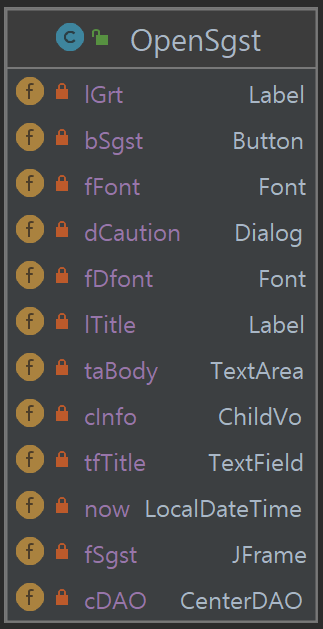 C OpenSgst
f lGrt Label
f bSgst Button
f fFont Font
f dCaution Dialog
f fDfont Font
f lTitle Label
f taBody TextArea
f cInfo ChildVo
f tfTitle TextField
f now LocalDateTime
f fSgst JFrame
f cDAO CenterDAO